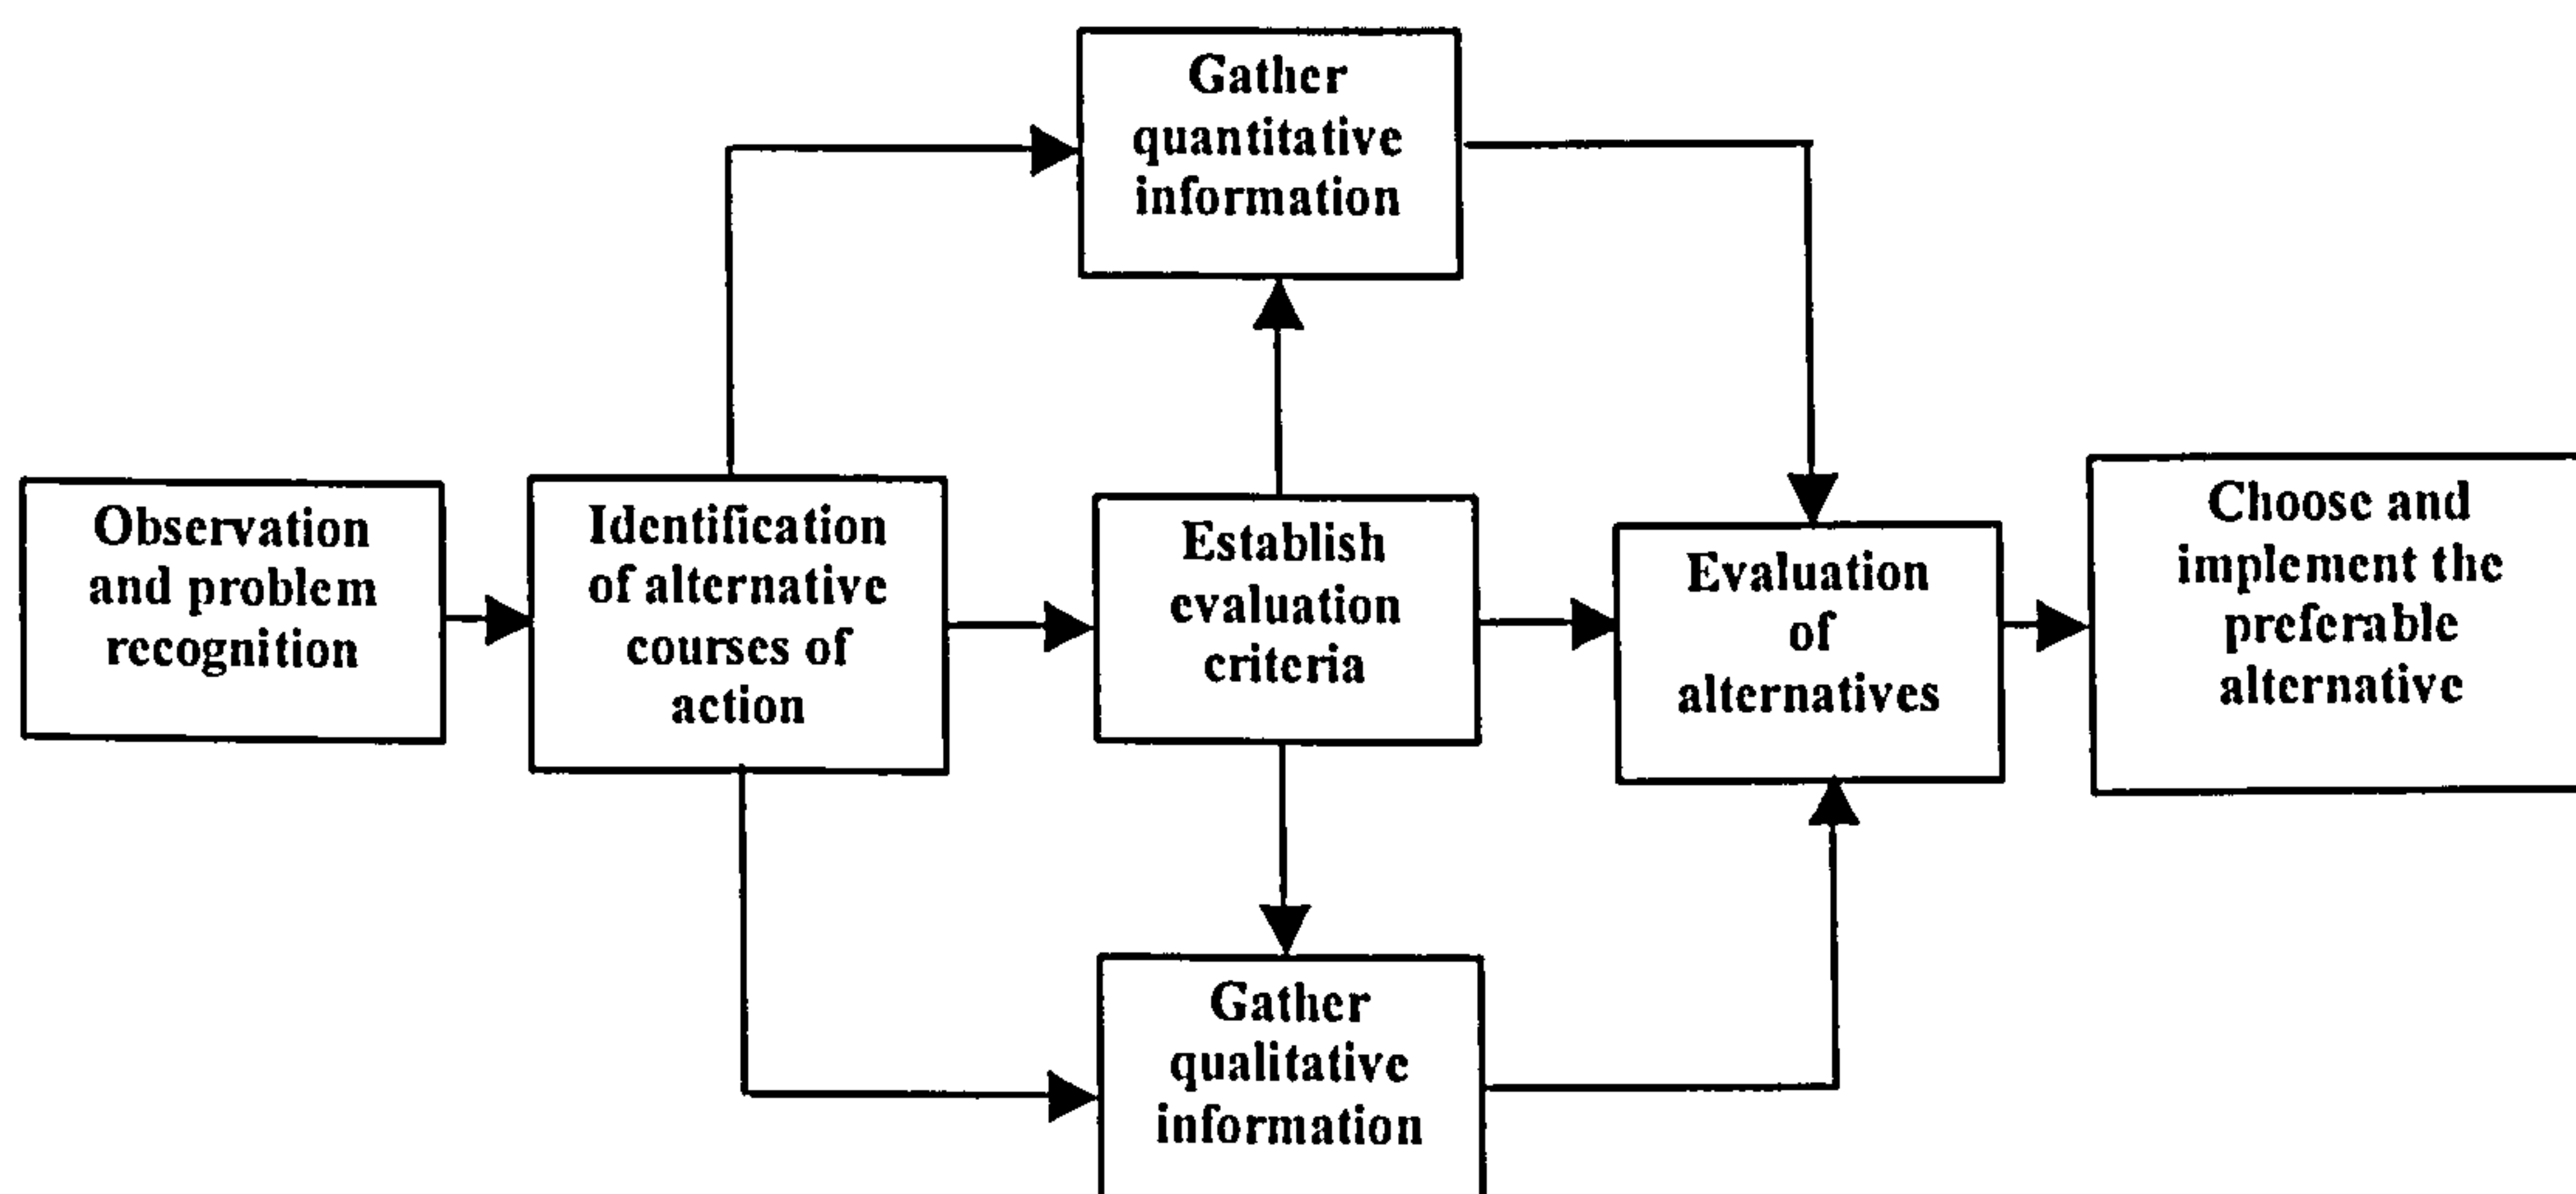 Gather
quantitative
information
Observation
and problem
recognition
Identification
of alternative
courses of
action
Establish
evaluation
criteria
Evaluation
of
alternatives
Choose and
implement the
preferable
alternative
Gather
qualitative
information